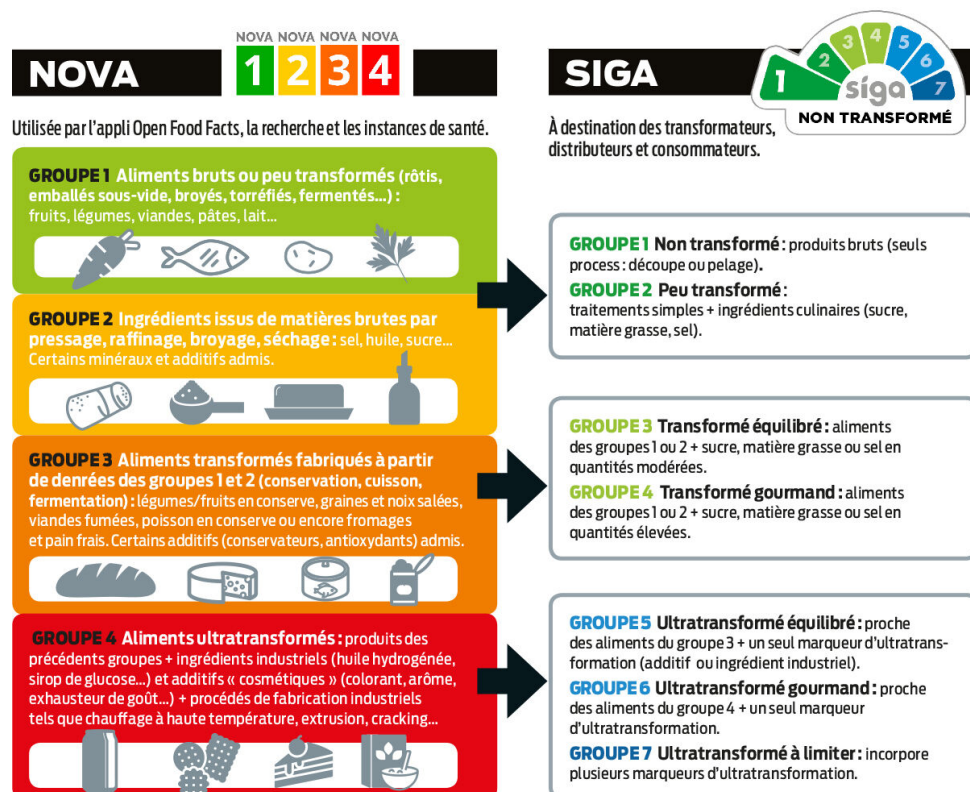 NOVA
NOVA NOVA NOVA NOVA
1 2 3 4
Utilisée par l'appli Open Food Facts, la recherche et les instances de santé.
GROUPE 1 Aliments bruts ou peu transformés (rôtis,
emballés sous-vide, broyés, torréfiés, fermentés...) :
fruits, légumes, viandes, pâtes, lait...
GROUPE 2 Ingrédients issus de matières brutes par
pressage, raffinage, broyage, séchage : sel, huile, sucre...
Certains minéraux et additifs admis.
GROUPE 3 Aliments transformés fabriqués à partir
de denrées des groupes 1 et 2 (conservation, cuisson,
fermentation) : légumes/fruits en conserve, graines et noix salées,
viandes fumées, poisson en conserve ou encore fromages
et pain frais. Certains additifs (conservateurs, antioxydants) admis.
GROUPE 4 Aliments ultratransformés : produits des
précédents groupes + ingrédients industriels (huile hydrogénée,
sirop de glucose...) et additifs « cosmétiques » (colorant, arôme,
exhausteur de goût...) + procédés de fabrication industriels
tels que chauffage à haute température, extrusion, cracking...
SIGA
1 2 3 4 5 6 7
siga
NON TRANSFORMÉ
À destination des transformateurs,
distributeurs et consommateurs.
GROUPE 1 Non transformé : produits bruts (seuls
process : découpe ou pelage).
GROUPE 2 Peu transformé :
traitements simples + ingrédients culinaires (sucre,
matière grasse, sel).
GROUPE 3 Transformé équilibré : aliments
des groupes 1 ou 2 + sucre, matière grasse ou sel en
quantités modérées.
GROUPE 4 Transformé gourmand : aliments
des groupes 1 ou 2 + sucre, matière grasse ou sel en
quantités élevées.
GROUPE 5 Ultratransformé équilibré : proche
des aliments du groupe 3 + un seul marqueur d'ultratrans-
formation (additif ou ingrédient industriel).
GROUPE 6 Ultratransformé gourmand : proche
des aliments du groupe 4 + un seul marqueur
d'ultratransformation.
GROUPE 7 Ultratransformé à limiter : incorpore
plusieurs marqueurs d'ultratransformation.